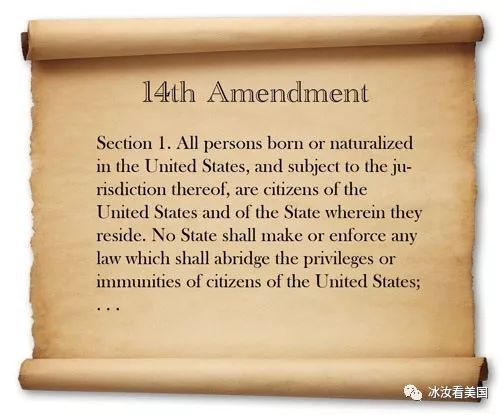 14th Amendment
Section 1. All persons born or naturalized
in the United States, and subject to the ju-
risdiction thereof, are citizens of the
United States and of the State wherein they
reside. No State shall make or enforce any
law which shall abridge the privileges or
immunities of citizens of the United States;
. . .
冰汝看美国